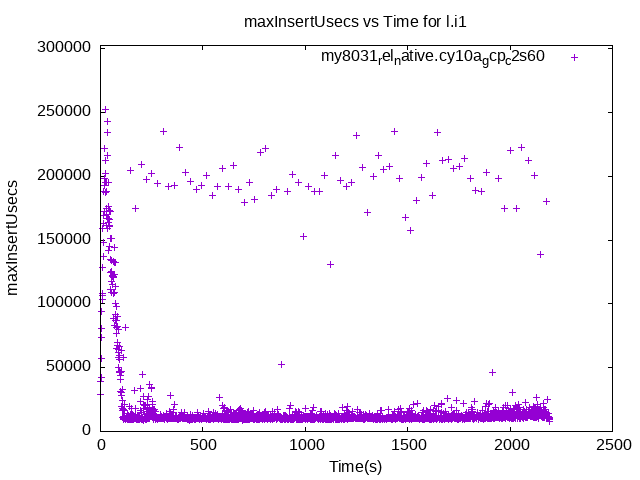 maxInsertUsecs vs Time for l.i1
my8031relnative.cy10agcpc2s60
maxInsertUsecs
300000
250000
200000
150000
100000
50000
0
0 500 1000 1500 2000 2500
Time(s)